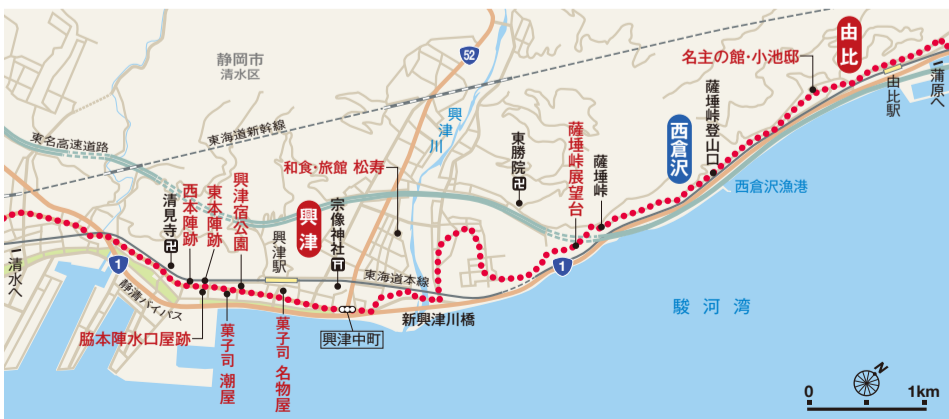 由比
名主の館・小池邸
静岡市
清水区
52
薩埵峠登山口
由比駅
蒲原へ
興津川
東勝院
薩埵峠展望台
薩埵峠
西倉沢
西倉沢漁港
東名高速道路
東海道新幹線
和食・旅館 松寿
清見寺
西本陣跡
東本陣跡
興津宿公園
興津
興津駅
宗像神社
東海道本線
清水へ
1
静清バイパス
1
新興津川橋
駿河湾
脇本陣水口屋跡
菓子司 潮屋
菓子司 名物屋
興津中町
N
0
1km